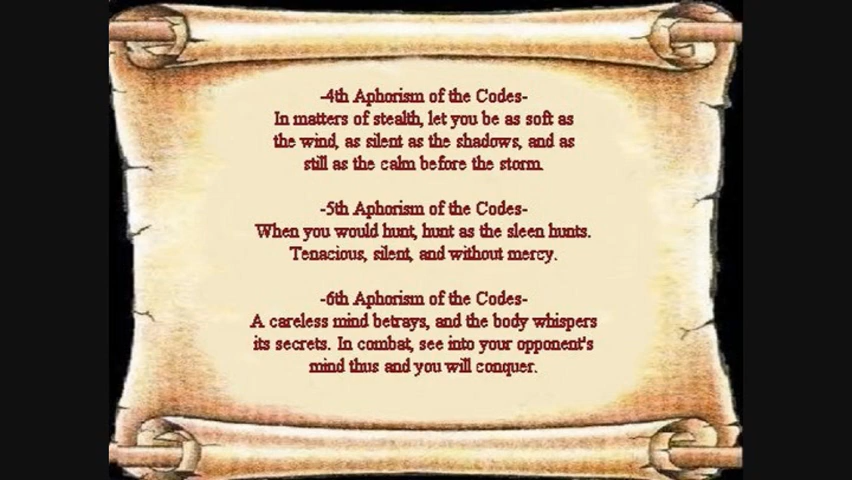 -4th Aphorism of the Codes-
In matters of stealth, let you be as soft as
the wind, as silent as the shadows, and as
still as the calm before the storm.
-5th Aphorism of the Codes-
When you would hunt, hunt as the sleen hunts.
Tenacious, silent, and without mercy.
-6th Aphorism of the Codes-
A careless mind betrays, and the body whispers
its secrets. In combat, see into your opponent's
mind thus and you will conquer.